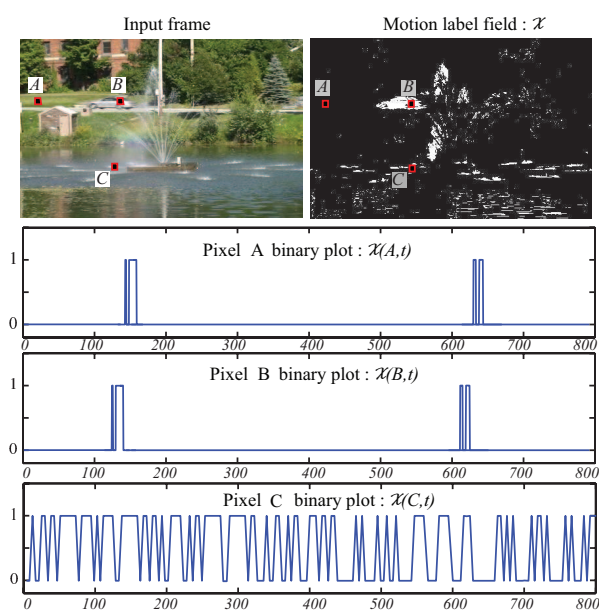 Input frame
Motion label field : 𝒳
A
B
C
A
B
C
Pixel A binary plot : 𝒳(A,t)
1
0
0 100 200 300 400 500 600 700 800
Pixel B binary plot : 𝒳(B,t)
1
0
0 100 200 300 400 500 600 700 800
Pixel C binary plot : 𝒳(C,t)
1
0
0 100 200 300 400 500 600 700 800